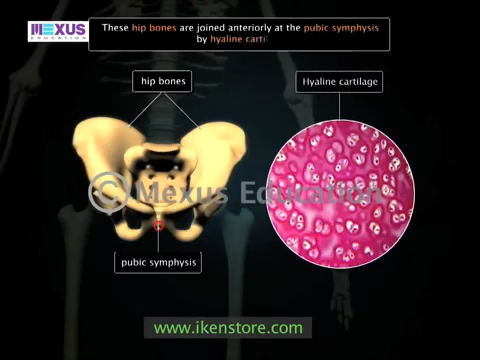 MEXUS
EDUCATION
These hip bones are joined anteriorly at the pubic symphysis
by hyaline carti
hip bones
Hyaline cartilage
© Mexus Education
pubic symphysis
www.ikenstore.com